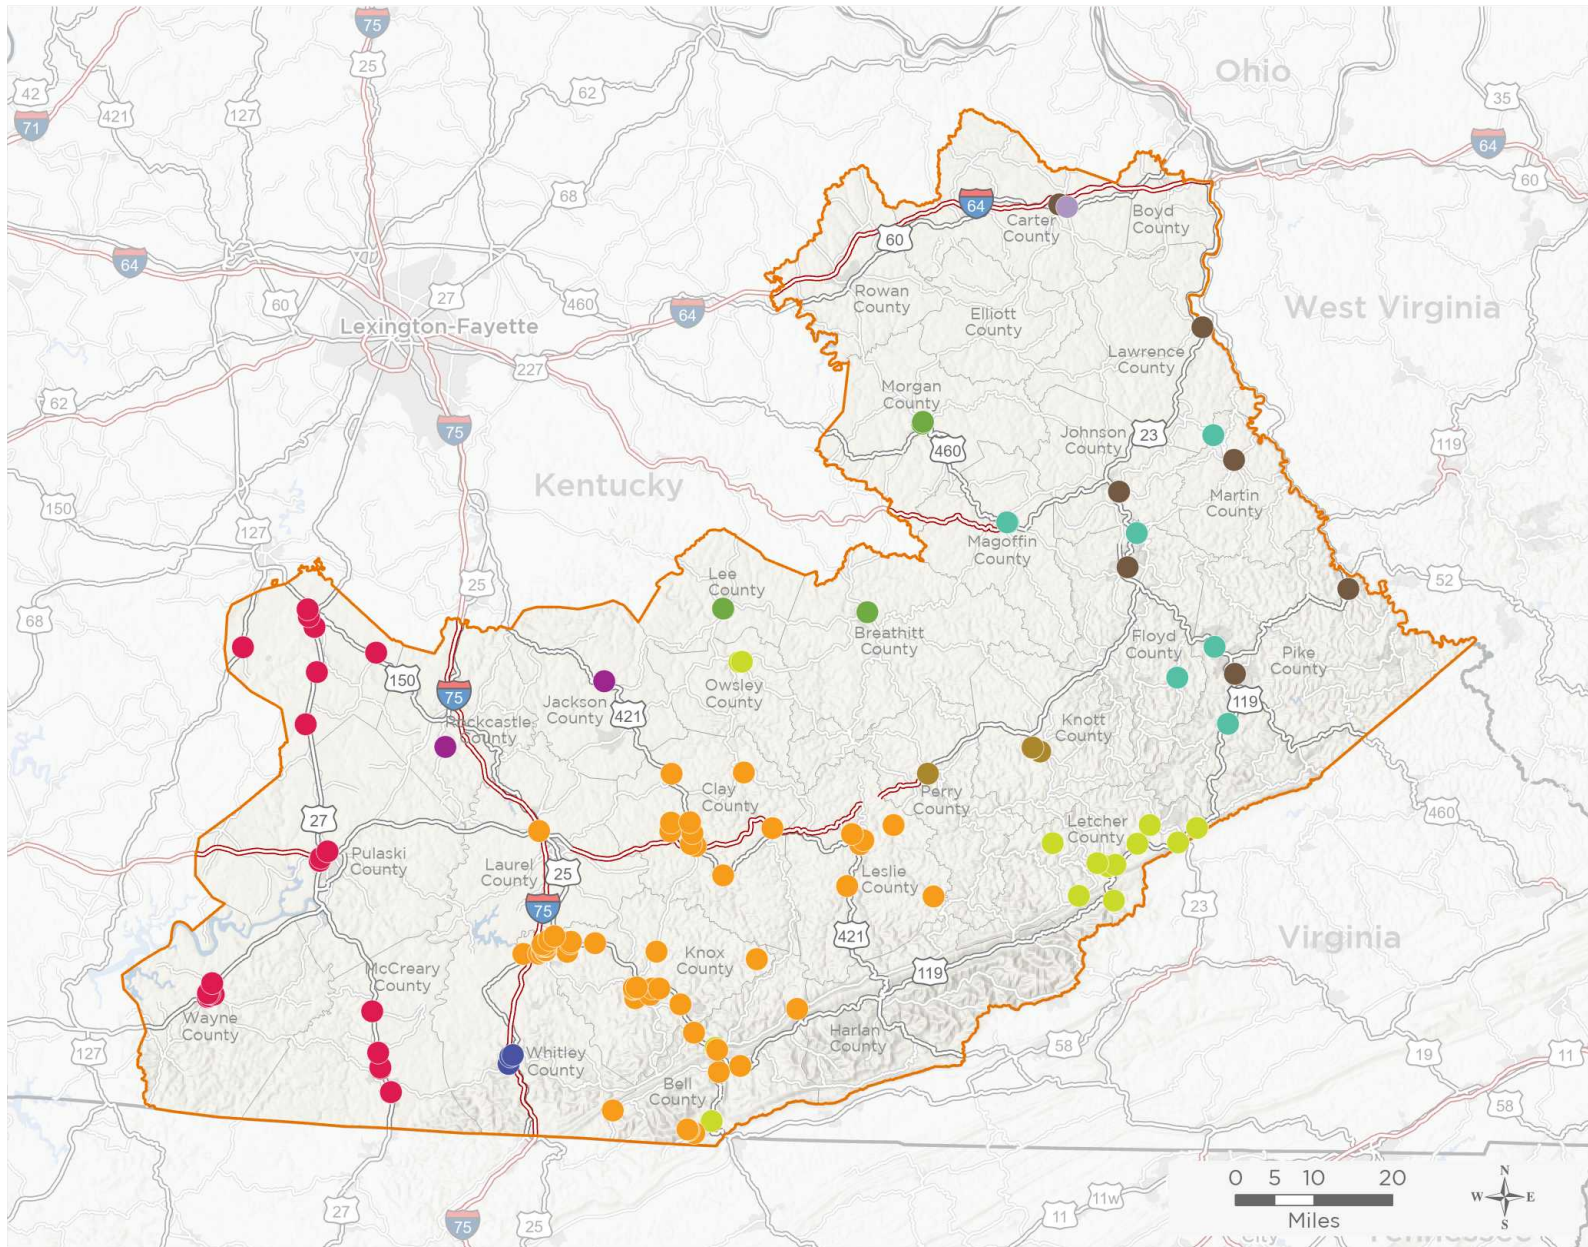 75
25
Ohio
42
62
35
421
127
71
64
60
68
64
Carter
County
Boyd
County
60
64
Rowan
County
27
60
460
64
Elliott
County
West Virginia
Lexington-Fayette
Lawrence
County
227
Morgan
County
62
75
Johnson
County
23
119
460
Kentucky
Martin
County
150
127
Magoffin
County
25
Lee
County
52
68
Breathitt
County
Floyd
County
Pike
County
150
Owsley
County
75
Jackson
County
421
119
Rockcastle
County
Knott
County
Clay
County
Perry
County
27
Letcher
County
460
Pulaski
County
Laurel
County
25
Leslie
County
75
23
421
Virginia
Knox
County
119
McCreary
County
Wayne
County
Harlan
County
127
58
19
11
Whitley
County
Bell
County
58
0 5 10 20
Miles
N
W E
S
27
75
25
11w
11
City
Tennessee